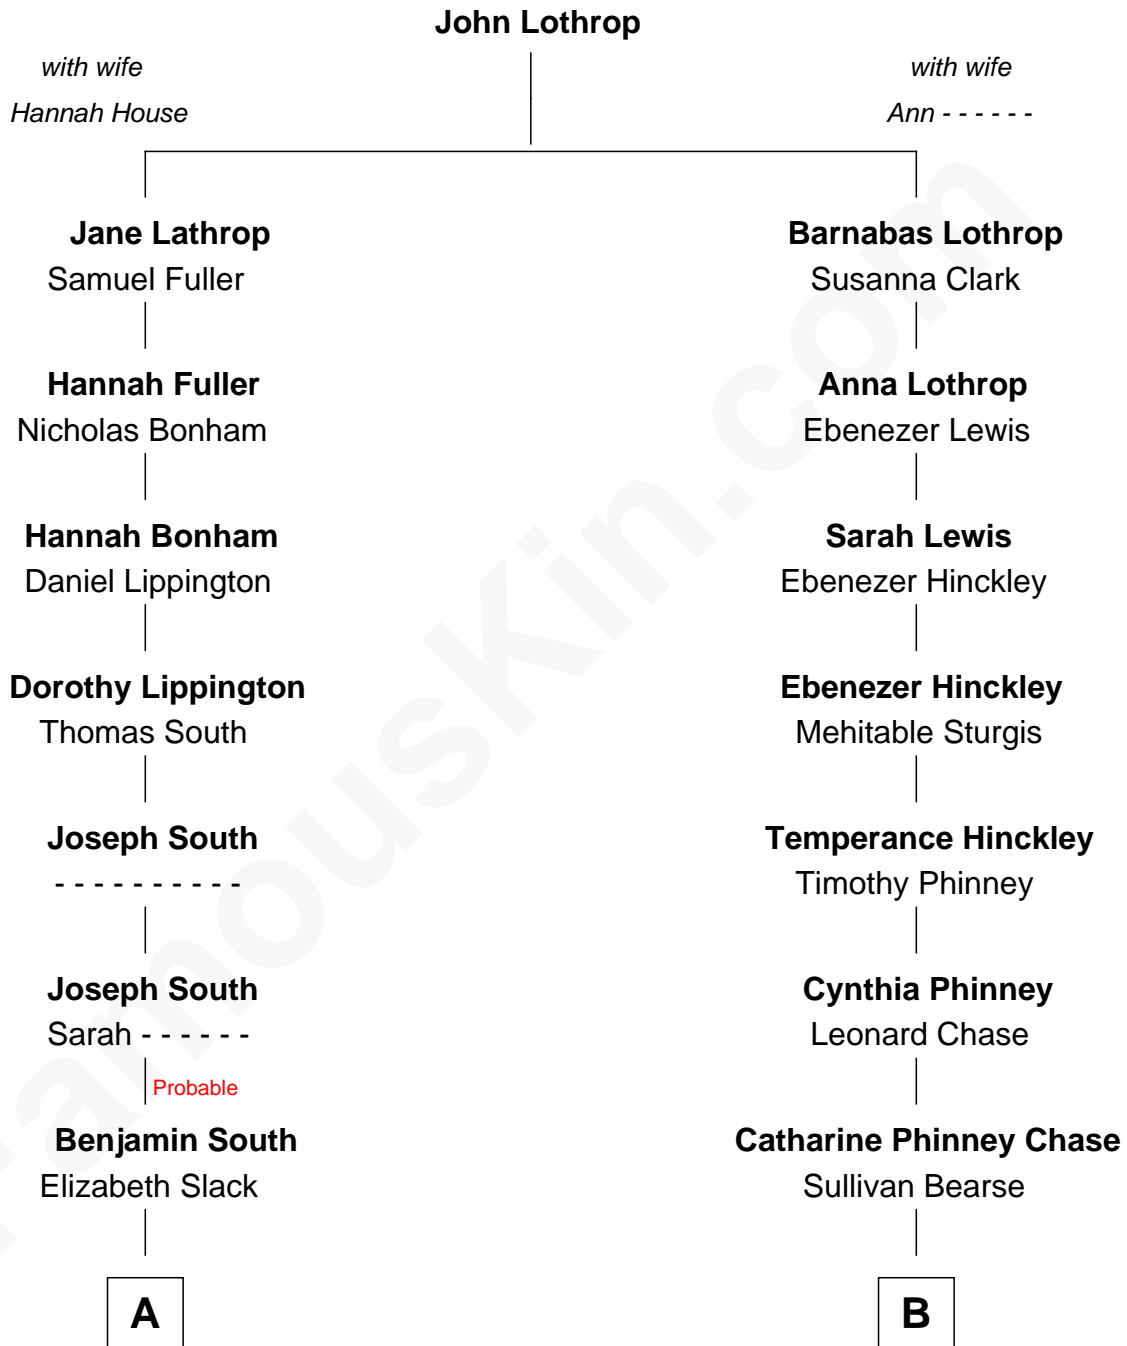 John Lothrop
with wife
Hannah House
with wife
Ann - - - - - -
Jane Lathrop
Samuel Fuller
Barnabas Lothrop
Susanna Clark
Hannah Fuller
Nicholas Bonham
Anna Lothrop
Ebenezer Lewis
Hannah Bonham
Daniel Lippington
Sarah Lewis
Ebenezer Hinckley
Dorothy Lippington
Thomas South
Ebenezer Hinckley
Mehitable Sturgis
Joseph South
- - - - - - - - - -
Temperance Hinckley
Timothy Phinney
Joseph South
Sarah - - - - - -
Cynthia Phinney
Leonard Chase
Probable
Benjamin South
Elizabeth Slack
Catharine Phinney Chase
Sullivan Bearse
A
B
FamousKin.com